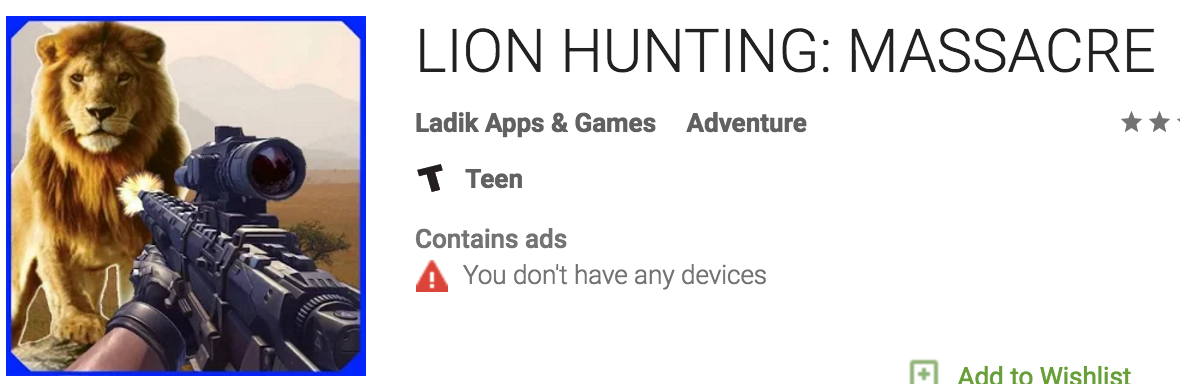 LION HUNTING: MASSACRE
Ladik Apps & Games Adventure
T Teen
Contains ads
You don't have any devices
Add to Wishlist